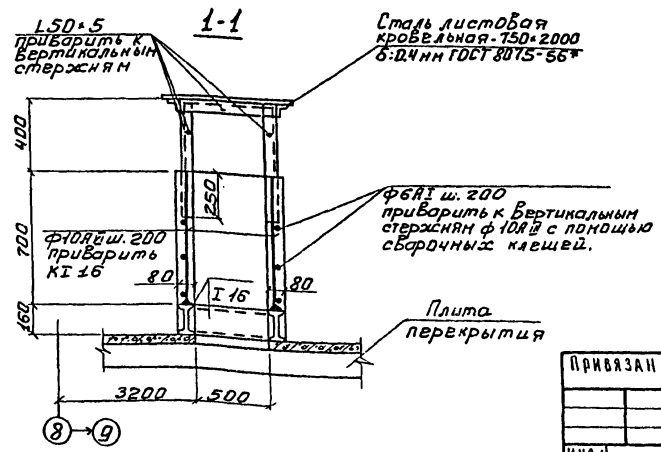 1-1
L50×5
приварить к
вертикальным
стержням
Сталь листовая
кровельная-750×2000
δ:0,4мм ГОСТ 8075-56*
400
700
160
250
Ф6АI ш. 200
приварить к вертикальным
стержням ф10АIII с помощью
сварочных клещей.
Ф10АIII ш. 200
приварить
к I 16
80
I 16
80
Плита
перекрытия
3200
500
8
9
Привязан